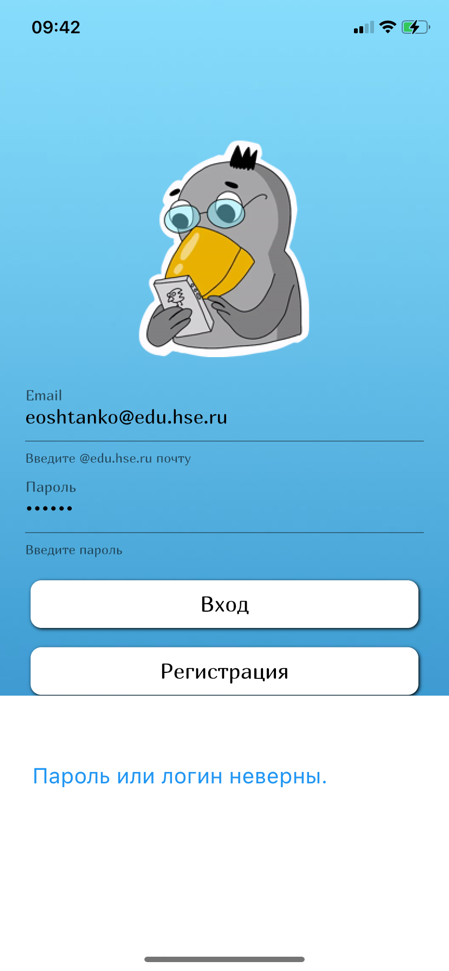 09:42
Email
eoshtanko@edu.hse.ru
Введите @edu.hse.ru почту
Пароль
••••••
Введите пароль
Вход
Регистрация
Пароль или логин неверны.